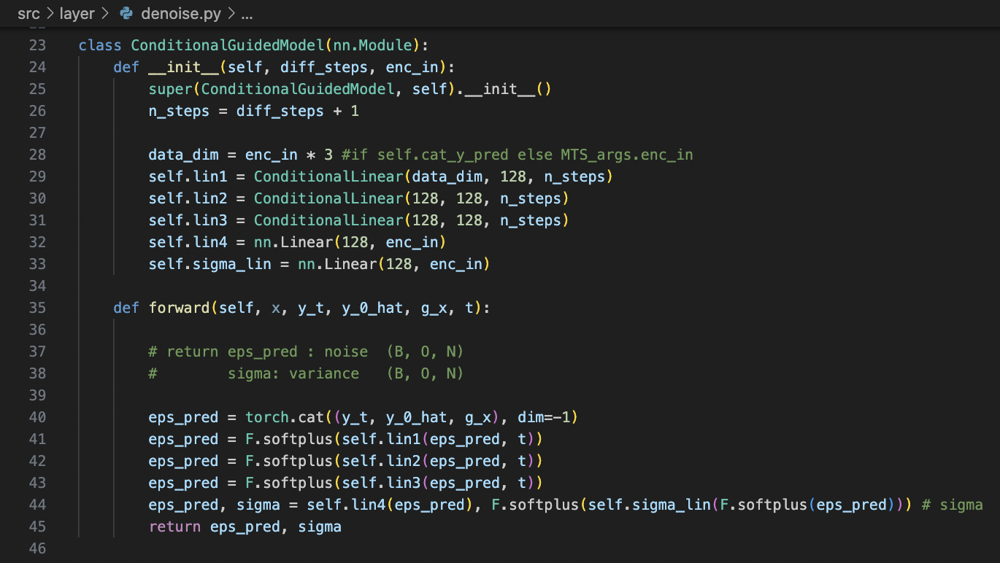 src > layer > denoise.py > ...
23 class ConditionalGuidedModel(nn.Module):
24     def __init__(self, diff_steps, enc_in):
25         super(ConditionalGuidedModel, self).__init__()
26         n_steps = diff_steps + 1
27
28         data_dim = enc_in * 3 #if self.cat_y_pred else MTS_args.enc_in
29         self.lin1 = ConditionalLinear(data_dim, 128, n_steps)
30         self.lin2 = ConditionalLinear(128, 128, n_steps)
31         self.lin3 = ConditionalLinear(128, 128, n_steps)
32         self.lin4 = nn.Linear(128, enc_in)
33         self.sigma_lin = nn.Linear(128, enc_in)
34
35     def forward(self, x, y_t, y_0_hat, g_x, t):
36
37         # return eps_pred : noise  (B, O, N)
38         #        sigma: variance   (B, O, N)
39
40         eps_pred = torch.cat((y_t, y_0_hat, g_x), dim=-1)
41         eps_pred = F.softplus(self.lin1(eps_pred, t))
42         eps_pred = F.softplus(self.lin2(eps_pred, t))
43         eps_pred = F.softplus(self.lin3(eps_pred, t))
44         eps_pred, sigma = self.lin4(eps_pred), F.softplus(self.sigma_lin(F.softplus(eps_pred))) # sigma
45         return eps_pred, sigma
46